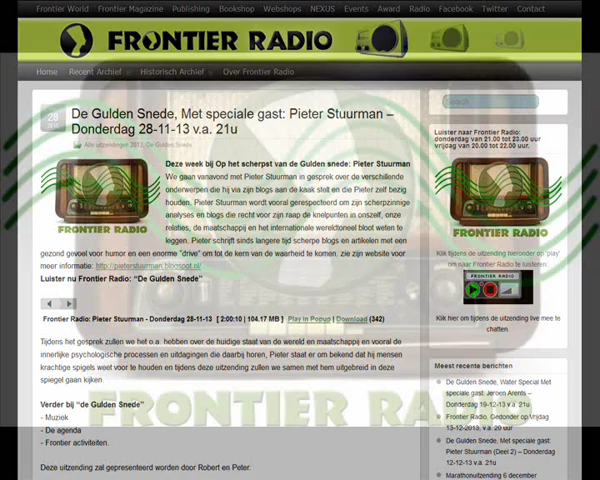 Frontier World Frontier Magazine Publishing Bookshop Webshops NEXUS Events Award Radio Facebook Twitter Contact
FRONTIER RADIO
Home Recent Archief Historisch Archief Over Frontier Radio
28
De Gulden Snede, Met speciale gast: Pieter Stuurman –
Donderdag 28-11-13 v.a. 21u
Alle uitzendingen 2013, De Gulden Snede
Deze week bij Op het scherpst van de Gulden snede: Pieter Stuurman
We gaan vanavond met Pieter Stuurman in gesprek over de verschillende
onderwerpen die hij via zijn blogs aan de kaak stelt en die Pieter zelf bezig
houden. Pieter Stuurman wordt vooral gerespecteerd om zijn scherpzinnige
analyses en blogs die recht voor zijn raap de knelpunten in onszelf, onze
relaties, de maatschappij en het internationale wereldtoneel bloot weten te
leggen. Pieter schrijft sinds langere tijd scherpe blogs en artikelen met een
gezond gevoel voor humor en een enorme "drive" om tot de kern van de waarheid te komen. zie zijn website voor
meer informatie: http://pieterstuurman.blogspot.nl/
Luister nu Frontier Radio: "De Gulden Snede"
FRONTIER RADIO
Frontier Radio: Pieter Stuurman - Donderdag 28-11-13 [ 2:00:10 | 104.17 MB ] Play in Popup | Download (342)
Tijdens het gesprek zullen we het o.a. hebben over de huidige staat van de wereld en maatschappij en vooral de
innerlijke psychologische processen en uitdagingen die daarbij horen, Pieter staat er om bekend dat hij mensen
krachtige spigels weet voor te houden en tijdens deze uitzending zullen we samen met hem uitgebreid in deze
spiegel gaan kijken.
Verder bij "de Gulden Snede"
- Muziek
- De agenda
- Frontier activiteiten.
Deze uitzending zal gepresenteerd worden door Robert en Peter.
Search
Luister naar Frontier Radio:
donderdag van 21.00 tot 23.00 uur
vrijdag van 20.00 tot 22.00 uur.
FRONTIER RADIO
Klik tijdens de uitzending hieronder op 'play'
om naar Frontier Radio te luisteren.
FRONTIER RADIO
Klik hier om tijdens de uitzending live mee te
chatten.
Meest recente berichten
De Gulden Snede, Water Special Met
speciale gast: Jeroen Arents –
Donderdag 19-12-13 v.a. 21u
Frontier Radio, Gedonder op Vrijdag
13-12-2013, v.a. 20 uur
De Gulden Snede, Met speciale gast:
Pieter Stuurman (Deel 2) – Donderdag
12-12-13 v.a. 21u
Marathonuitzending 6 december
FRONTIER RADIO